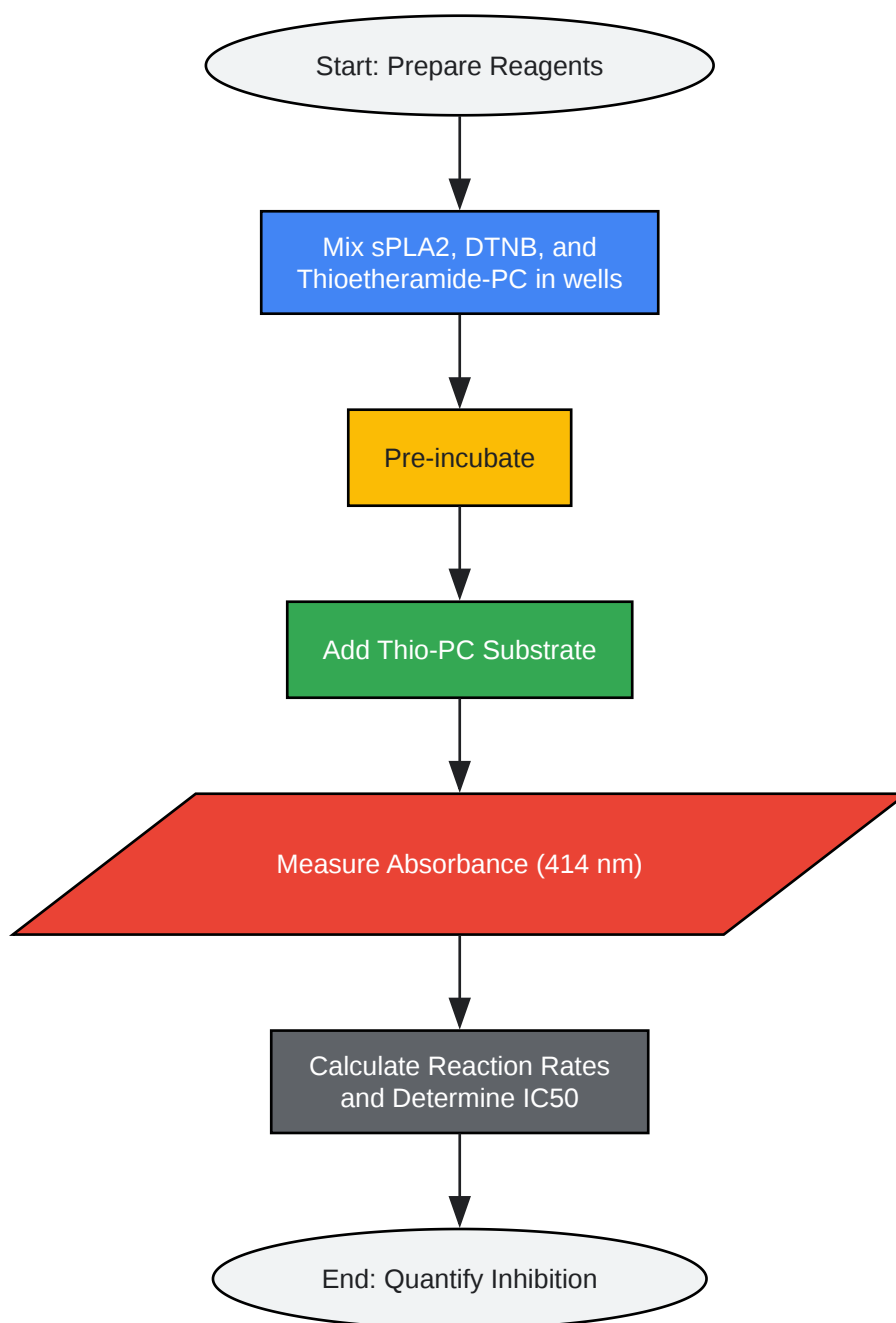 Start: Prepare Reagents
Mix sPLA2, DTNB, and
Thioetheramide-PC in wells
Pre-incubate
Add Thio-PC Substrate
Measure Absorbance (414 nm)
Calculate Reaction Rates
and Determine IC50
End: Quantify Inhibition